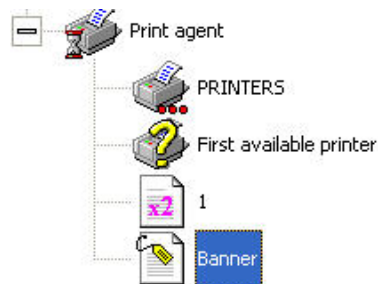 Print agent
PRINTERS
First available printer
x2 1
Banner